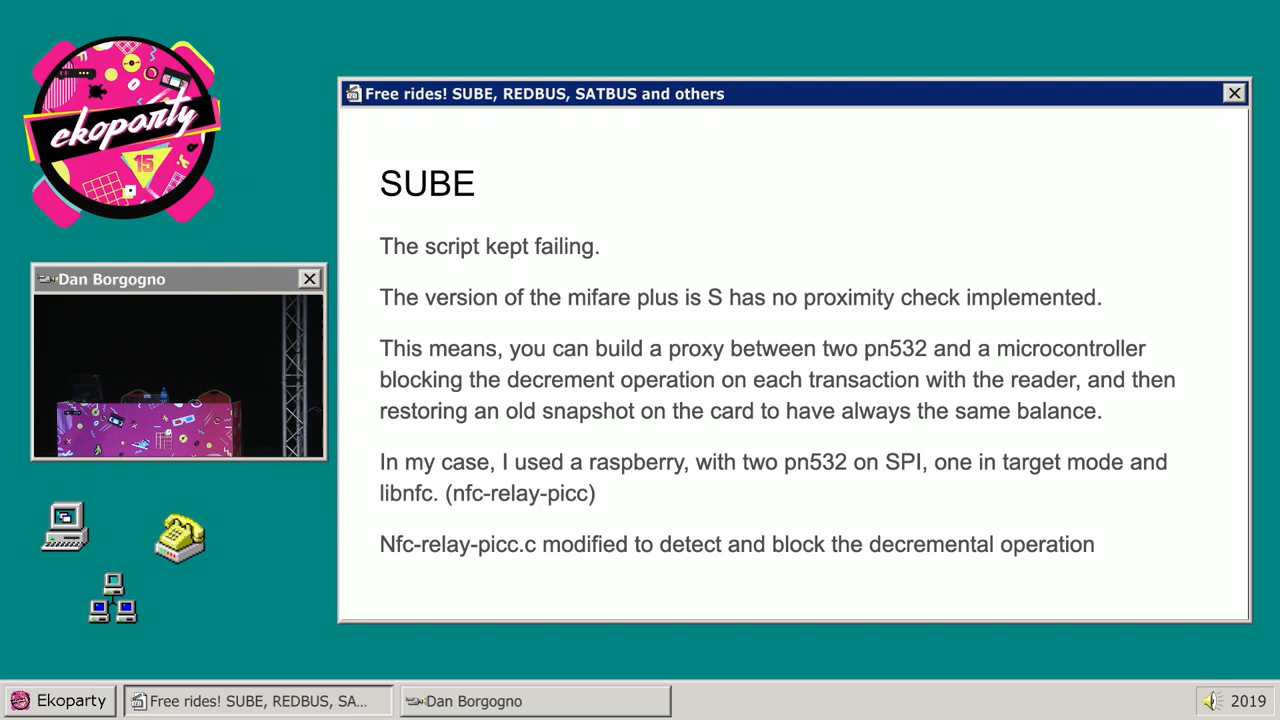 ekoparty
15
Free rides! SUBE, REDBUS, SATBUS and others
SUBE
The script kept failing.
The version of the mifare plus is S has no proximity check implemented.
This means, you can build a proxy between two pn532 and a microcontroller
blocking the decrement operation on each transaction with the reader, and then
restoring an old snapshot on the card to have always the same balance.
In my case, I used a raspberry, with two pn532 on SPI, one in target mode and
libnfc. (nfc-relay-picc)
Nfc-relay-picc.c modified to detect and block the decremental operation
Dan Borgogno
Ekoparty
Free rides! SUBE, REDBUS, SA...
Dan Borgogno
2019